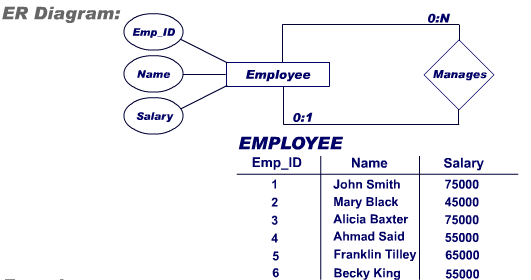 ER Diagram:
0:N
Emp_ID
Name
Employee
Manages
Salary
0:1
EMPLOYEE
Emp_ID Name Salary
1 John Smith 75000
2 Mary Black 45000
3 Alicia Baxter 75000
4 Ahmad Said 55000
5 Franklin Tilley 65000
6 Becky King 55000